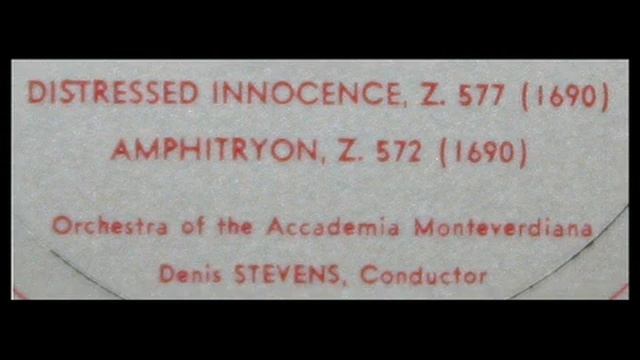 DISTRESSED INNOCENCE, Z. 577 (1690)
AMPHITRYON, Z. 572 (1690)
Orchestra of the Accademia Monteverdiana
Denis STEVENS, Conductor